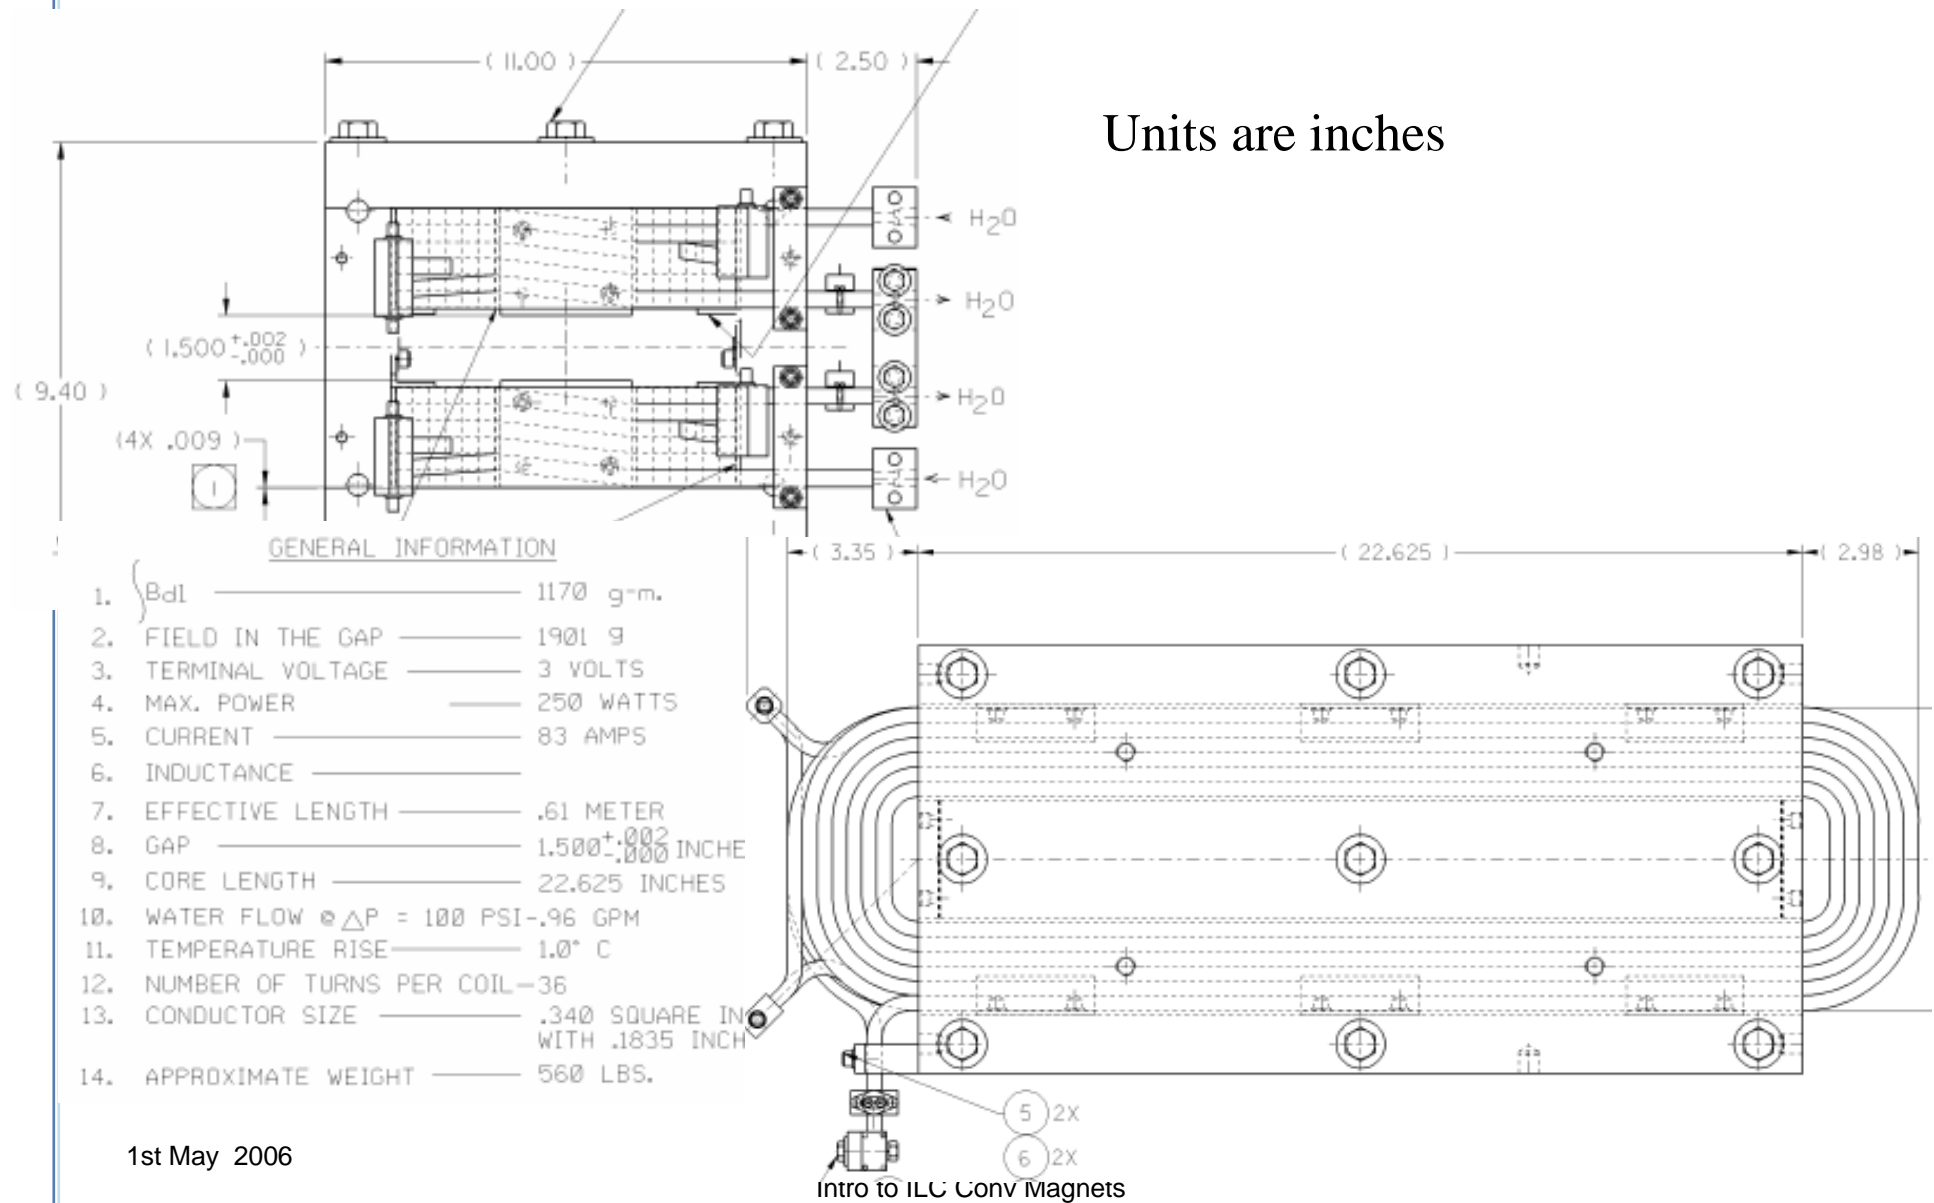 ( 11.00 ) ( 2.50 )
Units are inches
H2O
H2O
( 1.500 +.002 -.000 )
( 9.40 )
H2O
(4X .009 )
1
H2O
GENERAL INFORMATION
( 3.35 ) ( 22.625 ) ( 2.98 )
1. ∫Bdl 1170 g-m.
2. FIELD IN THE GAP 1901 g
3. TERMINAL VOLTAGE 3 VOLTS
4. MAX. POWER 250 WATTS
5. CURRENT 83 AMPS
6. INDUCTANCE
7. EFFECTIVE LENGTH .61 METER
8. GAP 1.500 +.002 -.000 INCHE
9. CORE LENGTH 22.625 INCHES
10. WATER FLOW @ △P = 100 PSI-.96 GPM
11. TEMPERATURE RISE 1.0° C
12. NUMBER OF TURNS PER COIL-36
13. CONDUCTOR SIZE .340 SQUARE IN
WITH .1835 INCH
14. APPROXIMATE WEIGHT 560 LBS.
5 2X
6 2X
1st May 2006
Intro to ILC Conv Magnets